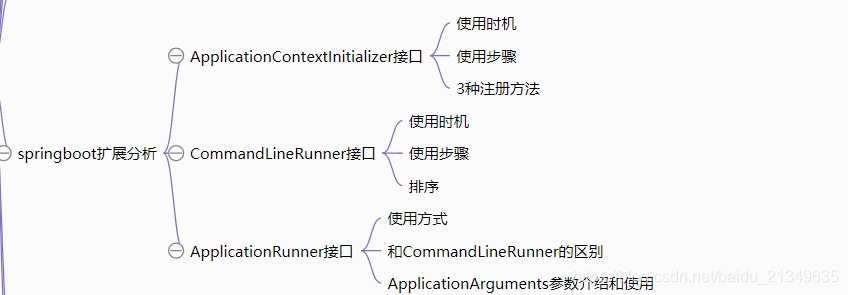 springboot扩展分析
ApplicationContextInitializer接口
使用时机
使用步骤
3种注册方法
CommandLineRunner接口
使用时机
使用步骤
排序
ApplicationRunner接口
使用方式
和CommandLineRunner的区别
ApplicationArguments参数介绍和使用
https://blog.csdn.net/baidu_21349635